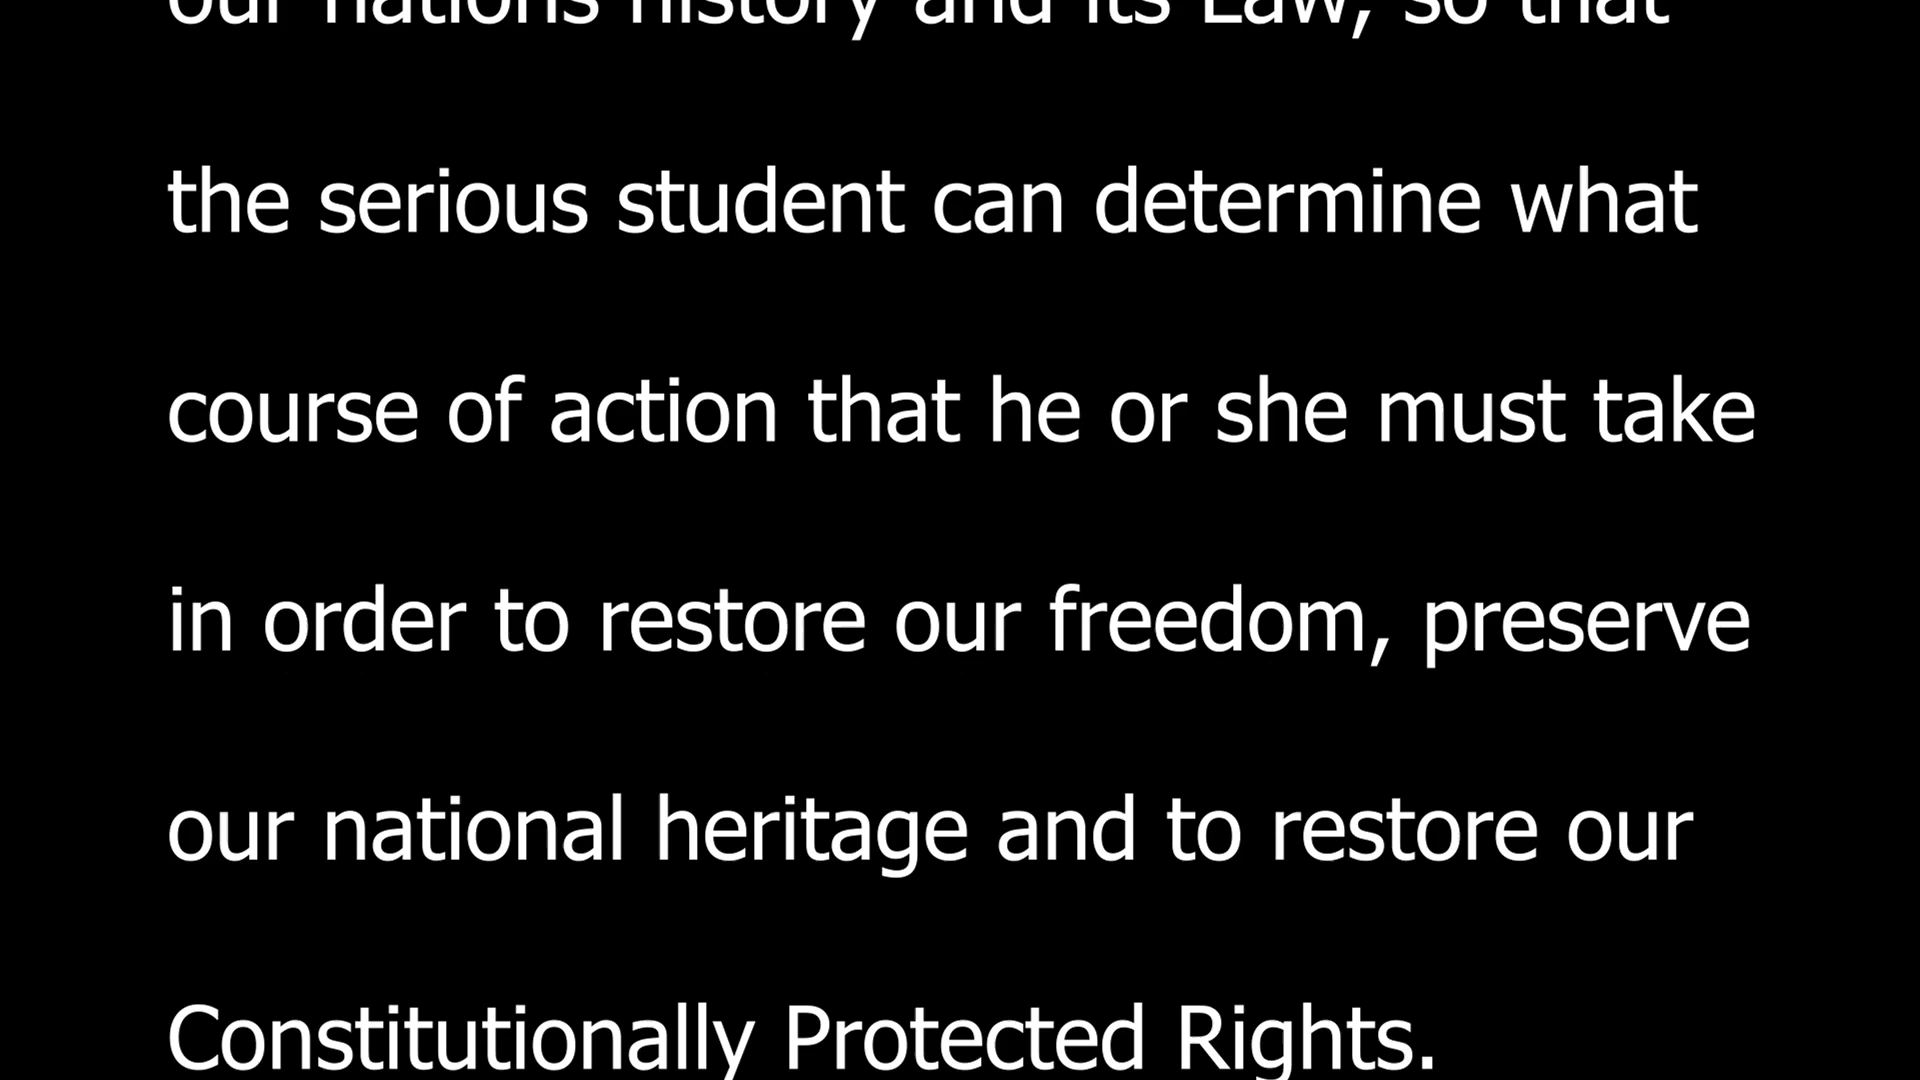 our nations history and its Law, so that
the serious student can determine what
course of action that he or she must take
in order to restore our freedom, preserve
our national heritage and to restore our
Constitutionally Protected Rights.